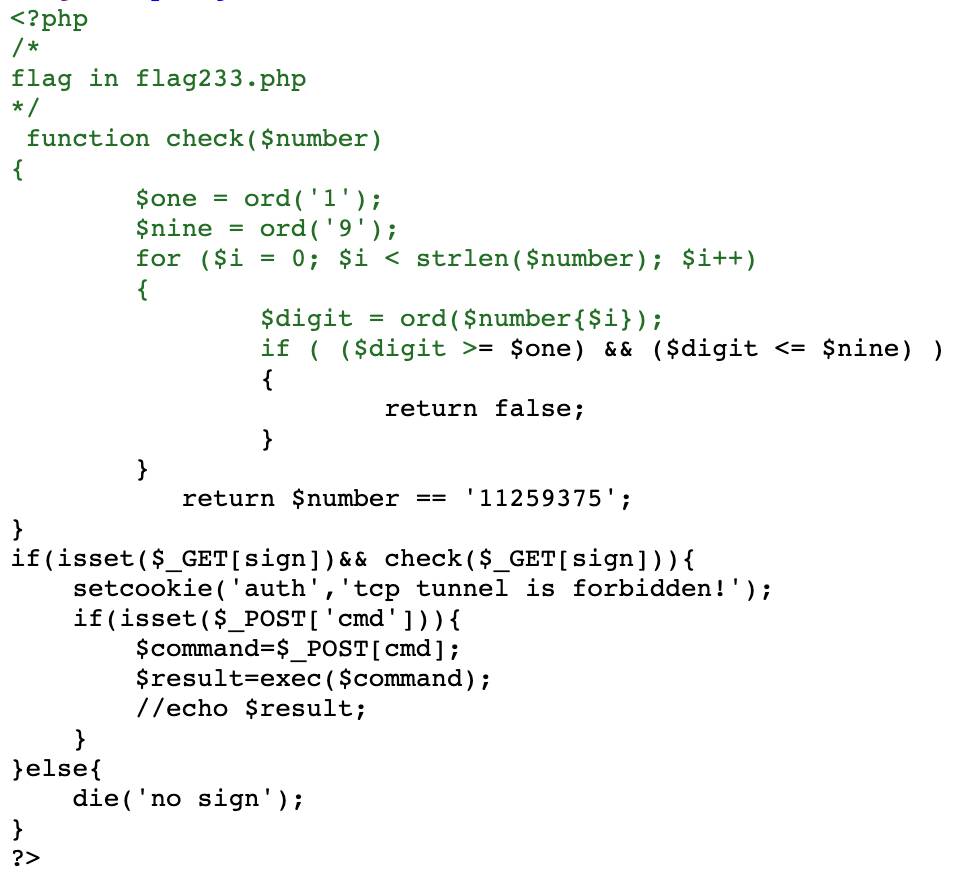 <?php
/*
flag in flag233.php
*/
 function check($number)
{
        $one = ord('1');
        $nine = ord('9');
        for ($i = 0; $i < strlen($number); $i++)
        {
                $digit = ord($number{$i});
                if ( ($digit >= $one) && ($digit <= $nine) )
                {
                        return false;
                }
        }
           return $number == '11259375';
}
if(isset($_GET[sign])&& check($_GET[sign])){
    setcookie('auth','tcp tunnel is forbidden!');
    if(isset($_POST['cmd'])){
        $command=$_POST[cmd];
        $result=exec($command);
        //echo $result;
    }
}else{
    die('no sign');
}
?>